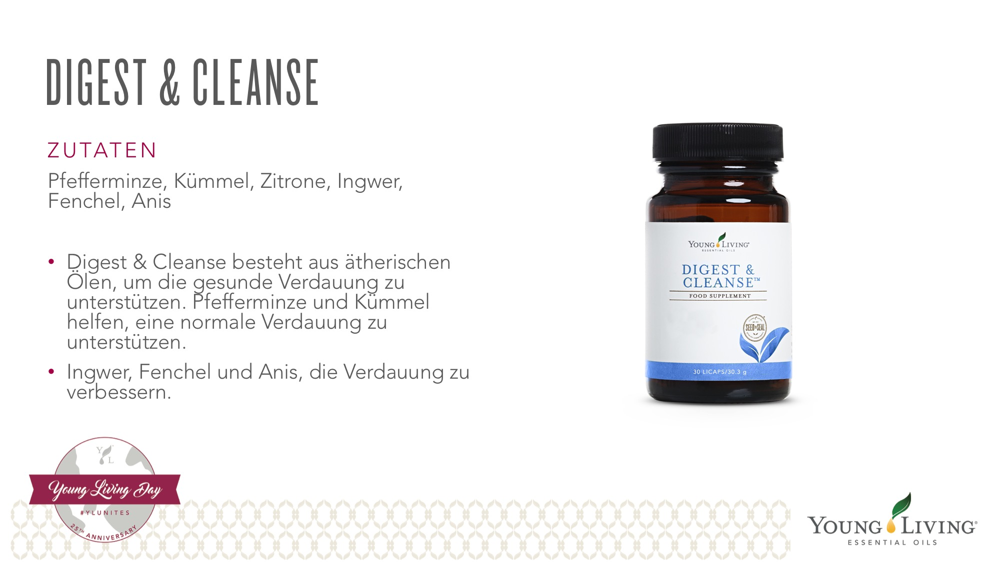 DIGEST & CLEANSE
ZUTATEN
Pfefferminze, Kümmel, Zitrone, Ingwer,
Fenchel, Anis
• Digest & Cleanse besteht aus ätherischen
Ölen, um die gesunde Verdauung zu
unterstützen. Pfefferminze und Kümmel
helfen, eine normale Verdauung zu
unterstützen.
• Ingwer, Fenchel und Anis, die Verdauung zu
verbessern.
YOUNG LIVING®
ESSENTIAL OILS
DIGEST &
CLEANSE™
FOOD SUPPLEMENT
SEED TO SEAL
30 LICAPS/30.3 g
Y L
Young Living Day
#YLUNITES
25TH ANNIVERSARY
YOUNG LIVING®
ESSENTIAL OILS